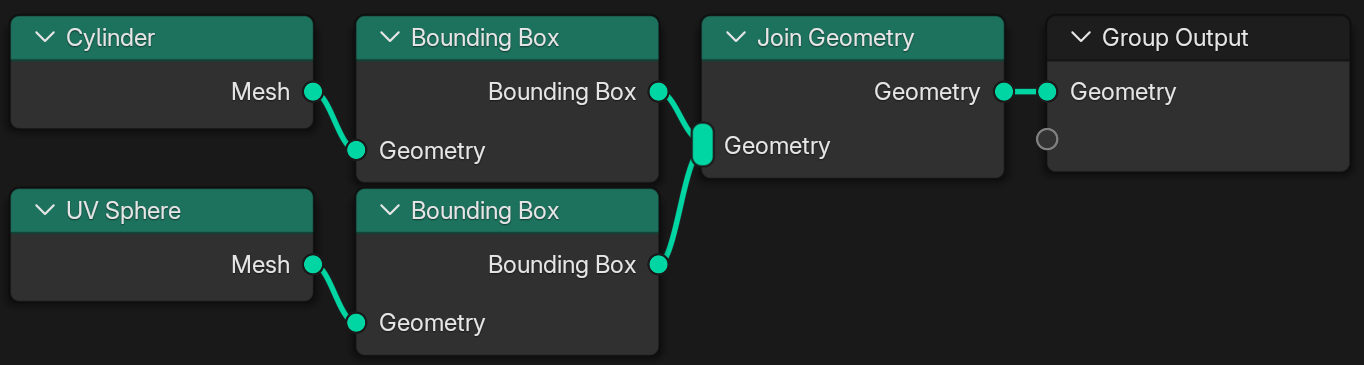 Cylinder
Mesh
Bounding Box
Bounding Box
Geometry
Join Geometry
Geometry
Geometry
Group Output
Geometry
UV Sphere
Mesh
Bounding Box
Bounding Box
Geometry